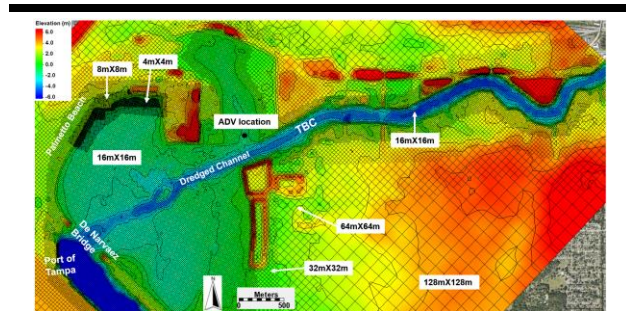 Elevation (m)
6.0
4.0
2.0
0.0
-2.0
-4.0
-6.0
8mX8m
4mX4m
Palmetto Beach
ADV location
TBC
16mX16m
16mX16m
Dredged Channel
De Narvaez
Bridge
64mX64m
Port of
Tampa
32mX32m
128mX128m
N
Meters
0
500